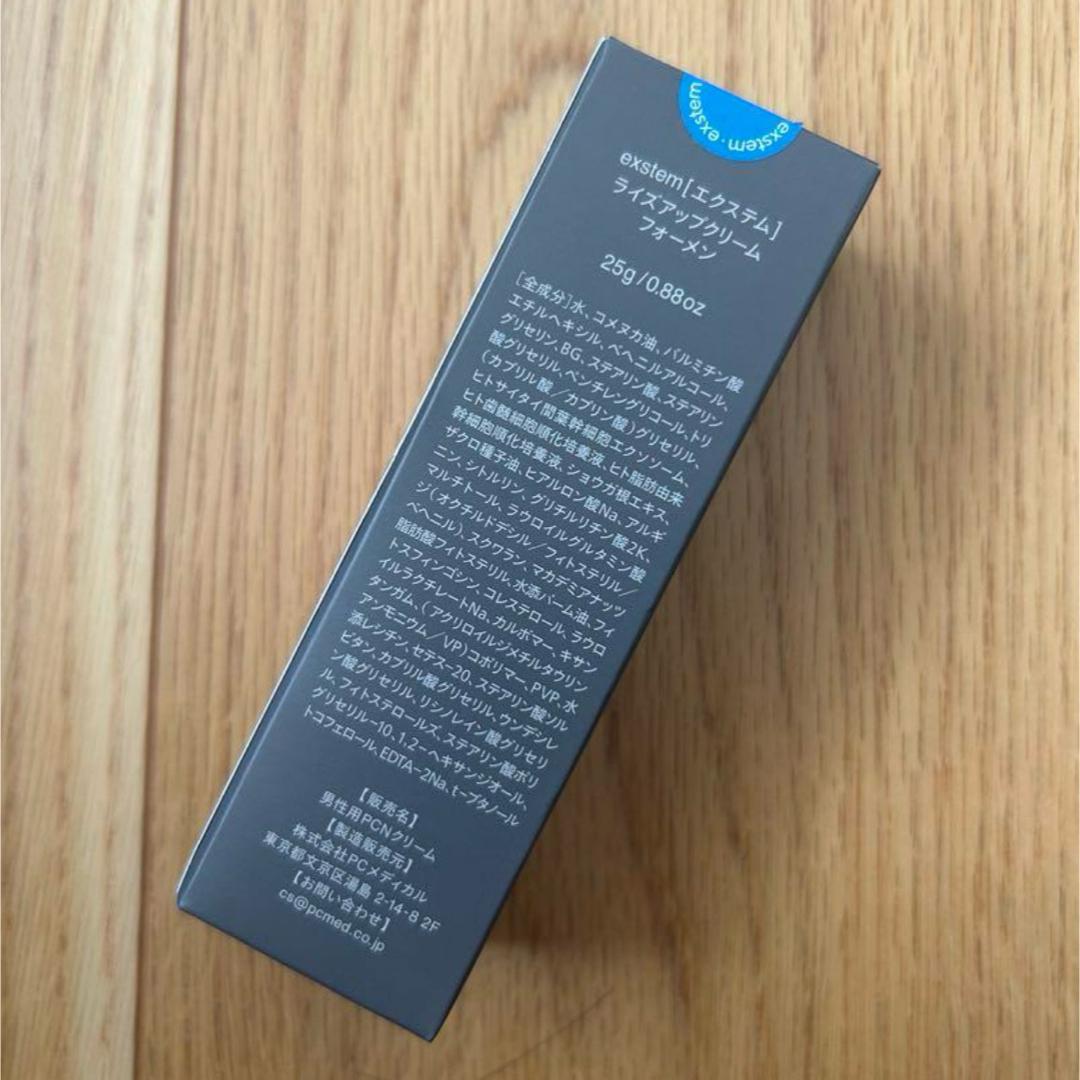 exstem・exstem・exstem
exstem[エクステム]
ライズアップクリーム
フォーメン
25g/0.88oz
[全成分]水、コメヌカ油、パルミチン酸
エチルヘキシル、ベヘニルアルコール、
グリセリン、BG、ステアリン酸、ステアリン
酸グリセリル、ペンチレングリコール、トリ
(カプリル酸/カプリン酸)グリセリル、
ヒトサイタイ間葉幹細胞エクソソーム、
ヒト歯髄細胞順化培養液、ヒト脂肪由来
幹細胞順化培養液、ショウガ根エキス、
ザクロ種子油、ヒアルロン酸Na、アルギ
ニン、シトルリン、グリチルリチン酸2K、
マルチトール、ラウロイルグルタミン酸
ジ(オクチルドデシル/フィトステリル/
ベヘニル)、スクワラン、マカデミアナッツ
脂肪酸フィトステリル、水添パーム油、フィ
トスフィンゴシン、コレステロール、ラウロ
イルラクチレートNa、カルボマー、キサン
タンガム、(アクリロイルジメチルタウリン
アンモニウム/VP)コポリマー、PVP、水
添レシチン、セテス-20、ステアリン酸ソル
ビタン、カプリル酸グリセリル、ウンデシレ
ン酸グリセリル、リシノレイン酸グリセリ
ル、フィトステロールズ、ステアリン酸ポリ
グリセリル-10、1,2-ヘキサンジオール、
トコフェロール、EDTA-2Na、t-ブタノール
【販売名】
男性用PCNクリーム
【製造販売元】
株式会社PCメディカル
東京都文京区湯島 2-14-8 2F
【お問い合わせ】
cs@pcmed.co.jp